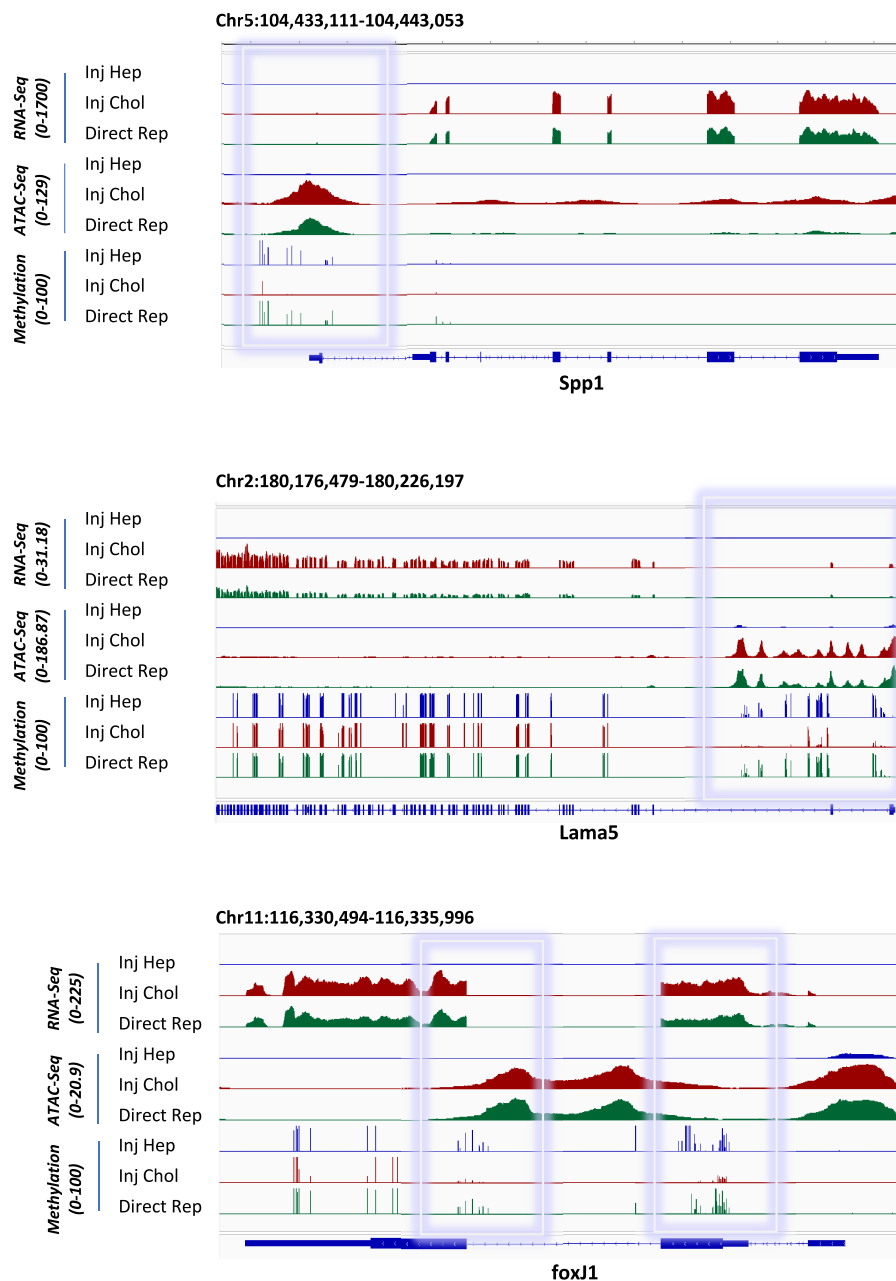 Chr5:104,433,111-104,443,053
RNA-Seq
(0-1700)
Inj Hep
Inj Chol
Direct Rep
ATAC-Seq
(0-129)
Inj Hep
Inj Chol
Direct Rep
Methylation
(0-100)
Inj Hep
Inj Chol
Direct Rep
Spp1
Chr2:180,176,479-180,226,197
RNA-Seq
(0-31.18)
Inj Hep
Inj Chol
Direct Rep
ATAC-Seq
(0-186.87)
Inj Hep
Inj Chol
Direct Rep
Methylation
(0-100)
Inj Hep
Inj Chol
Direct Rep
Lama5
Chr11:116,330,494-116,335,996
RNA-Seq
(0-225)
Inj Hep
Inj Chol
Direct Rep
ATAC-Seq
(0-20.9)
Inj Hep
Inj Chol
Direct Rep
Methylation
(0-100)
Inj Hep
Inj Chol
Direct Rep
foxJ1